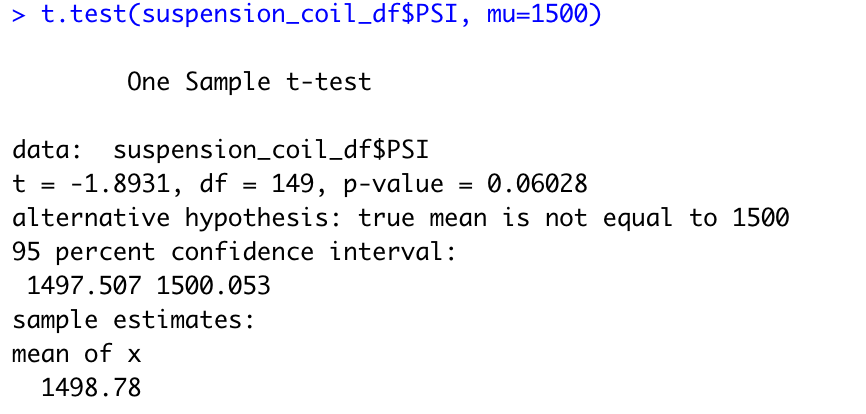 > t.test(suspension_coil_df$PSI, mu=1500)
One Sample t-test
data:  suspension_coil_df$PSI
t = -1.8931, df = 149, p-value = 0.06028
alternative hypothesis: true mean is not equal to 1500
95 percent confidence interval:
 1497.507 1500.053
sample estimates:
mean of x
  1498.78